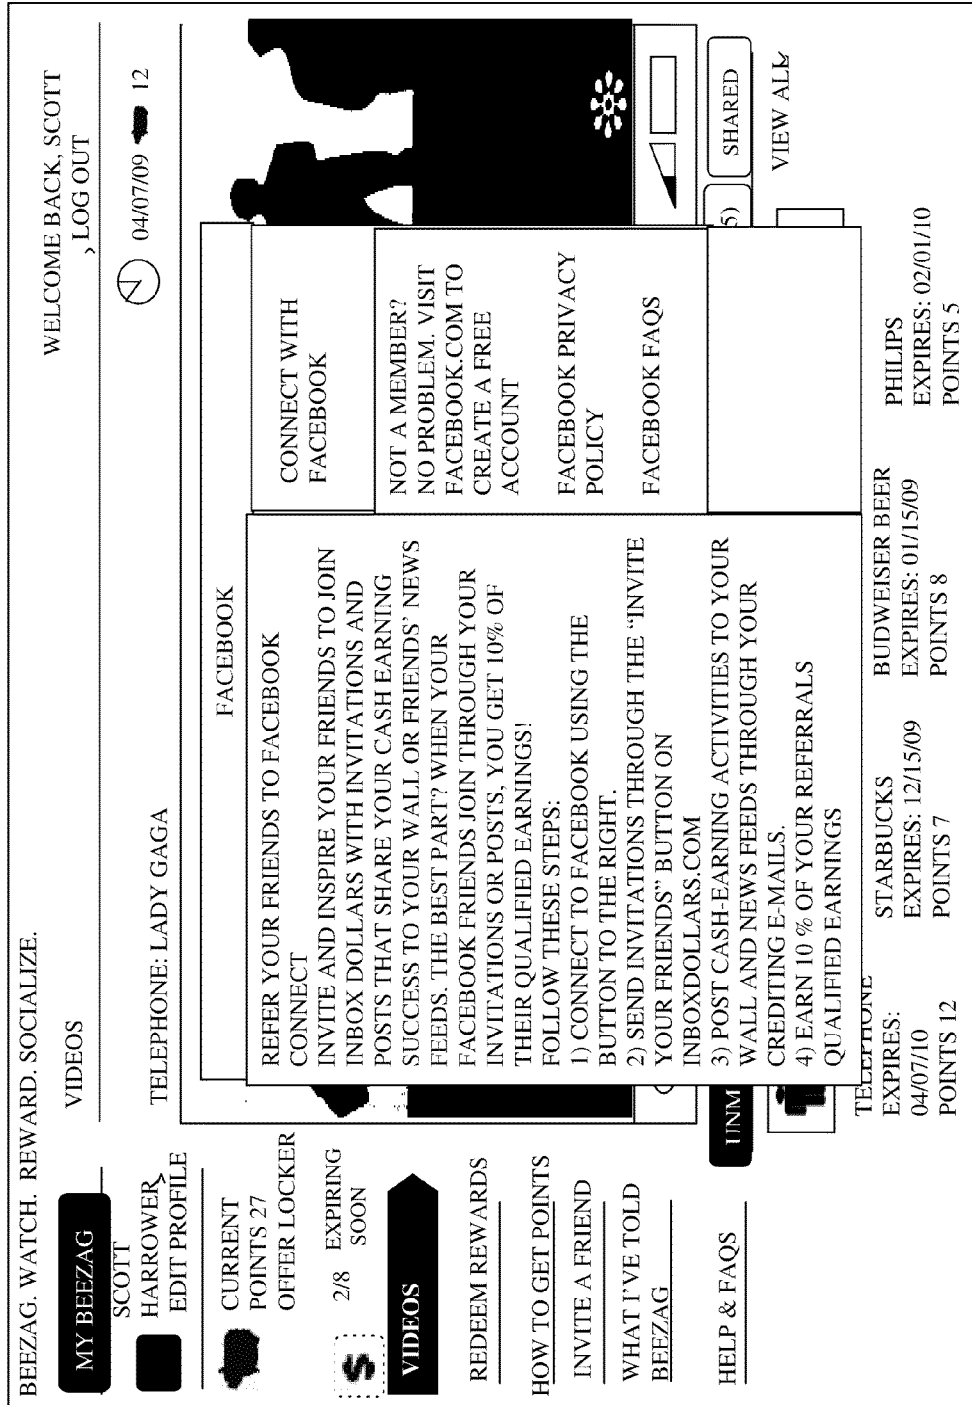 BEEZAG. WATCH. REWARD. SOCIALIZE.
WELCOME BACK, SCOTT
LOG OUT
MY BEEZAG
SCOTT
HARROWER
EDIT PROFILE
CURRENT
POINTS 27
OFFER LOCKER
2/8 EXPIRING
SOON
$
VIDEOS
REDEEM REWARDS
HOW TO GET POINTS
INVITE A FRIEND
WHAT I'VE TOLD
BEEZAG
HELP & FAQS
VIDEOS
TELEPHONE: LADY GAGA
04/07/09 12
FACEBOOK
REFER YOUR FRIENDS TO FACEBOOK
CONNECT
INVITE AND INSPIRE YOUR FRIENDS TO JOIN
INBOX DOLLARS WITH INVITATIONS AND
POSTS THAT SHARE YOUR CASH EARNING
SUCCESS TO YOUR WALL OR FRIENDS' NEWS
FEEDS. THE BEST PART? WHEN YOUR
FACEBOOK FRIENDS JOIN THROUGH YOUR
INVITATIONS OR POSTS, YOU GET 10% OF
THEIR QUALIFIED EARNINGS!
FOLLOW THESE STEPS:
1) CONNECT TO FACEBOOK USING THE
BUTTON TO THE RIGHT.
2) SEND INVITATIONS THROUGH THE “INVITE
YOUR FRIENDS” BUTTON ON
INBOXDOLLARS.COM
3) POST CASH-EARNING ACTIVITIES TO YOUR
WALL AND NEWS FEEDS THROUGH YOUR
CREDITING E-MAILS.
4) EARN 10 % OF YOUR REFERRALS
QUALIFIED EARNINGS
CONNECT WITH
FACEBOOK
NOT A MEMBER?
NO PROBLEM. VISIT
FACEBOOK.COM TO
CREATE A FREE
ACCOUNT
FACEBOOK PRIVACY
POLICY
FACEBOOK FAQS
UNM
5)
SHARED
VIEW ALL
TELEPHONE
EXPIRES:
04/07/10
POINTS 12
STARBUCKS
EXPIRES: 12/15/09
POINTS 7
BUDWEISER BEER
EXPIRES: 01/15/09
POINTS 8
PHILIPS
EXPIRES: 02/01/10
POINTS 5